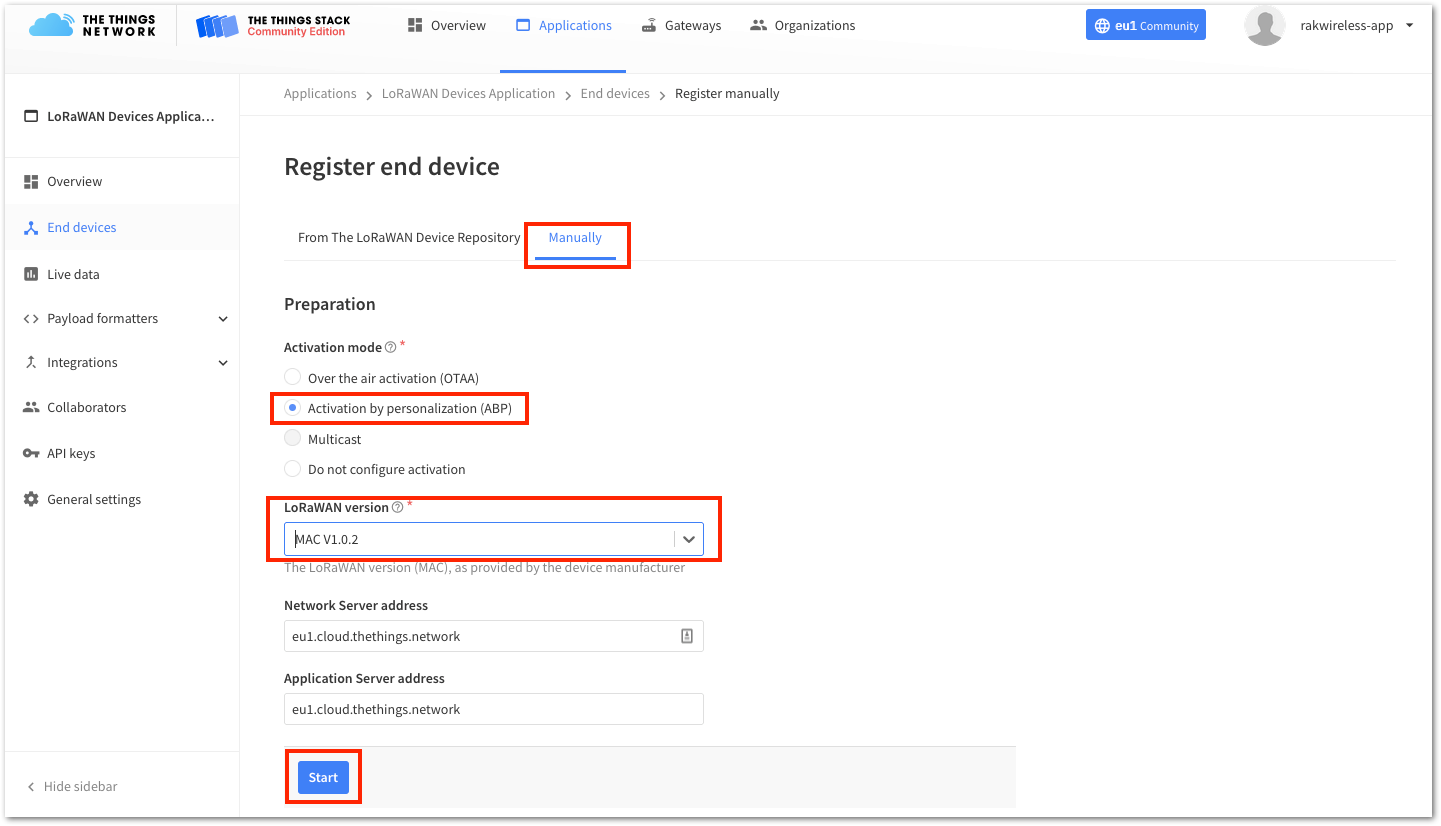 THE THINGS
NETWORK
THE THINGS STACK
Community Edition
Overview
Applications
Gateways
Organizations
eu1 Community
rakwireless-app
LoRaWAN Devices Applica...
Overview
End devices
Live data
Payload formatters
Integrations
Collaborators
API keys
General settings
Hide sidebar
Applications > LoRaWAN Devices Application > End devices > Register manually
Register end device
From The LoRaWAN Device Repository
Manually
Preparation
Activation mode ? *
Over the air activation (OTAA)
Activation by personalization (ABP)
Multicast
Do not configure activation
LoRaWAN version ? *
MAC V1.0.2
The LoRaWAN version (MAC), as provided by the device manufacturer
Network Server address
eu1.cloud.thethings.network
Application Server address
eu1.cloud.thethings.network
Start